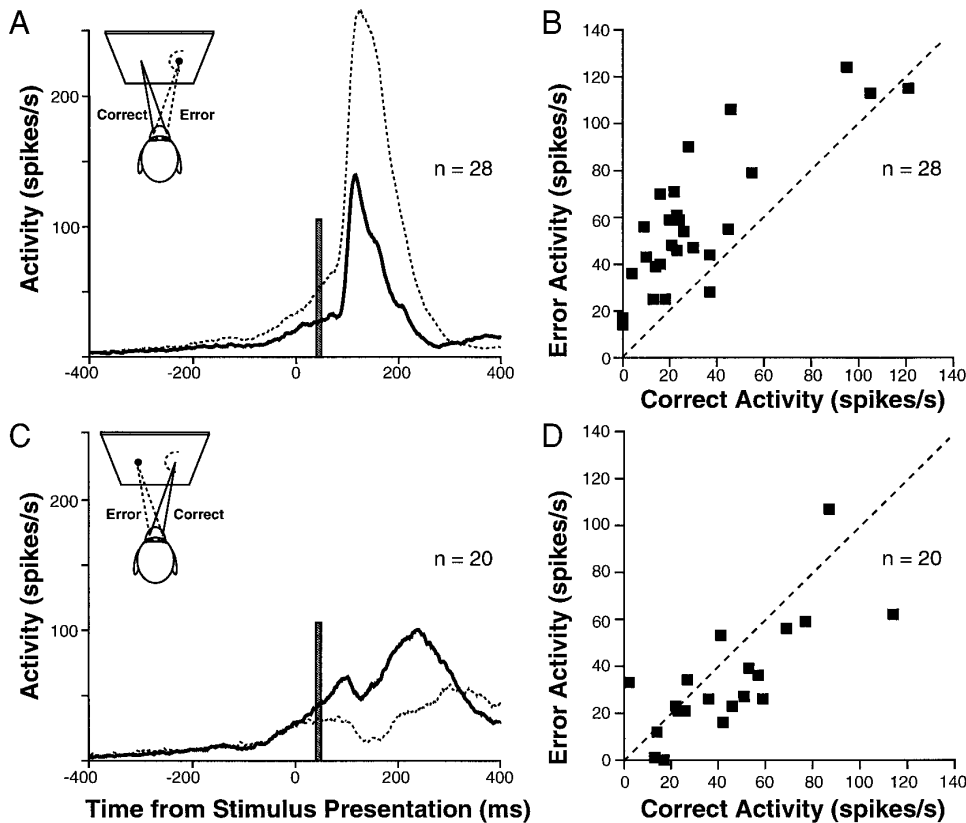 A
Activity (spikes/s)
200
100
Correct
Error
n = 28
-400
-200
0
200
400
B
Error Activity (spikes/s)
140
120
100
80
60
40
20
0
n = 28
0
20
40
60
80
100
120
140
Correct Activity (spikes/s)
C
Activity (spikes/s)
200
100
Error
Correct
n = 20
-400
-200
0
200
400
Time from Stimulus Presentation (ms)
D
Error Activity (spikes/s)
140
120
100
80
60
40
20
0
n = 20
0
20
40
60
80
100
120
140
Correct Activity (spikes/s)